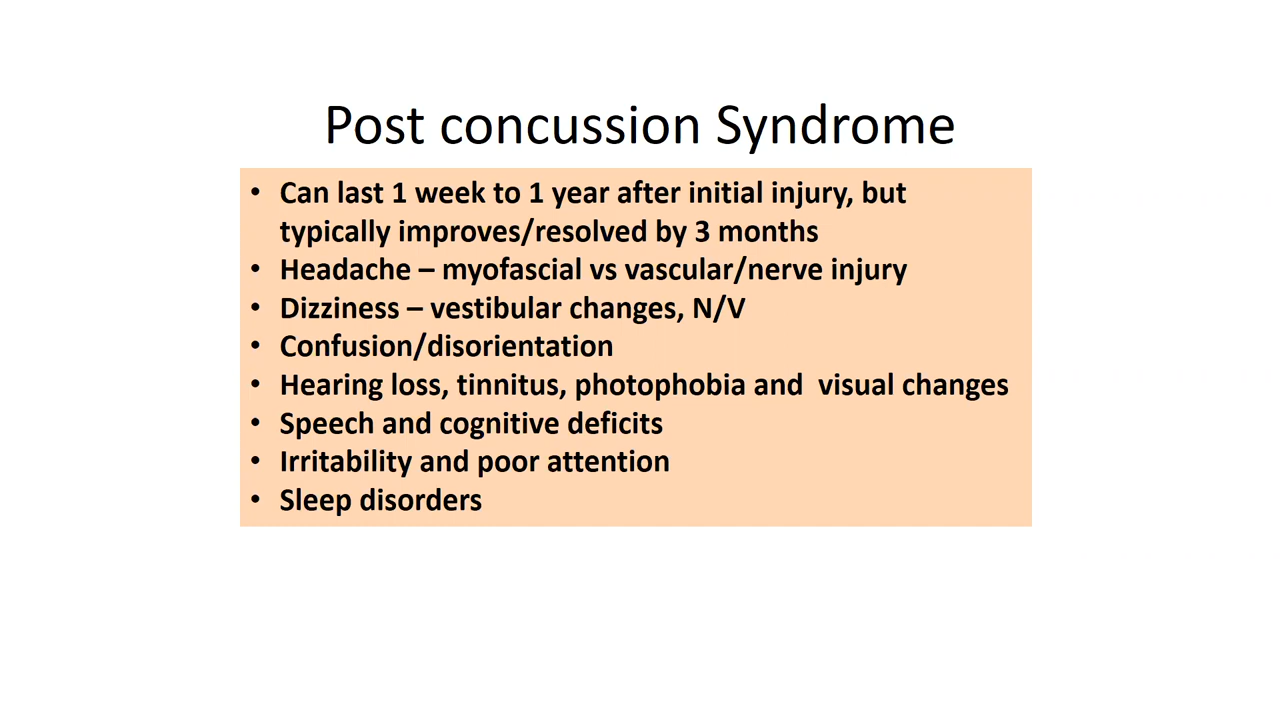 Post concussion Syndrome
• Can last 1 week to 1 year after initial injury, but
typically improves/resolved by 3 months
• Headache – myofascial vs vascular/nerve injury
• Dizziness – vestibular changes, N/V
• Confusion/disorientation
• Hearing loss, tinnitus, photophobia and  visual changes
• Speech and cognitive deficits
• Irritability and poor attention
• Sleep disorders